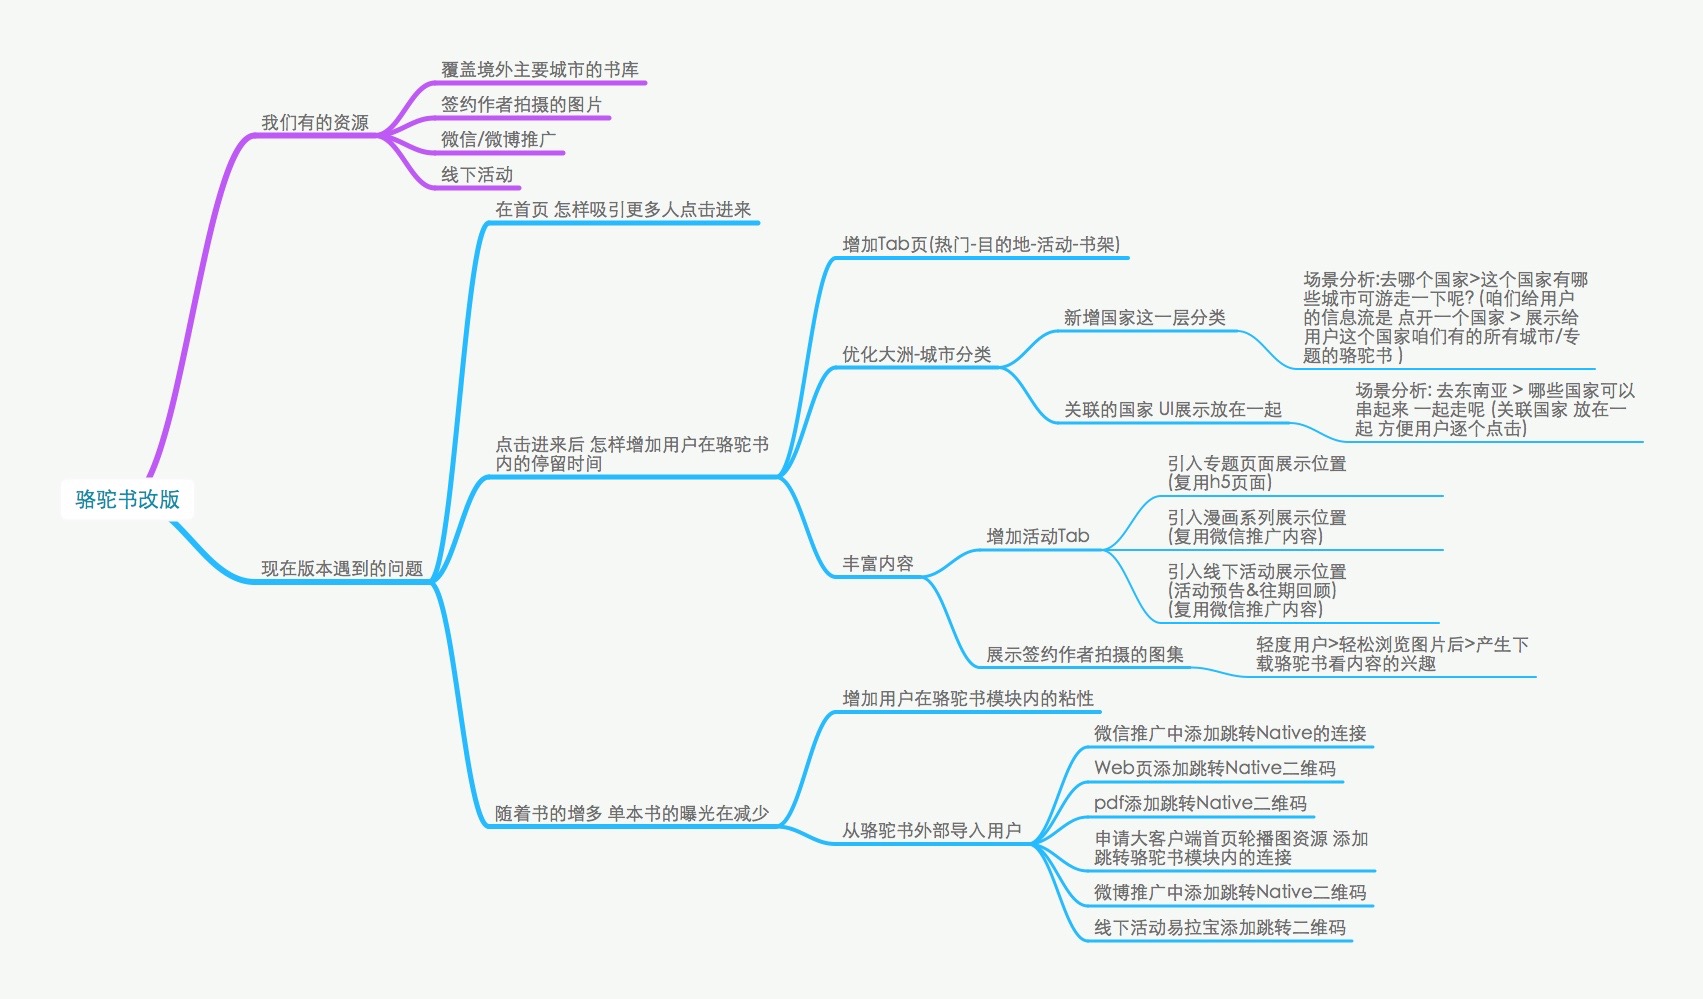 骆驼书改版
我们有的资源
覆盖境外主要城市的书库
签约作者拍摄的图片
微信/微博推广
线下活动
现在版本遇到的问题
在首页 怎样吸引更多人点击进来
点击进来后 怎样增加用户在骆驼书
内的停留时间
增加Tab页(热门-目的地-活动-书架)
优化大洲-城市分类
新增国家这一层分类
场景分析:去哪个国家>这个国家有哪
些城市可游走一下呢? (咱们给用户
的信息流是 点开一个国家 > 展示给
用户这个国家咱们有的所有城市/专
题的骆驼书 )
关联的国家 UI展示放在一起
场景分析: 去东南亚 > 哪些国家可以
串起来 一起走呢 (关联国家 放在一
起 方便用户逐个点击)
丰富内容
增加活动Tab
引入专题页面展示位置
(复用h5页面)
引入漫画系列展示位置
(复用微信推广内容)
引入线下活动展示位置
(活动预告&往期回顾)
(复用微信推广内容)
展示签约作者拍摄的图集
轻度用户>轻松浏览图片后>产生下
载骆驼书看内容的兴趣
随着书的增多 单本书的曝光在减少
增加用户在骆驼书模块内的粘性
从骆驼书外部导入用户
微信推广中添加跳转Native的连接
Web页添加跳转Native二维码
pdf添加跳转Native二维码
申请大客户端首页轮播图资源 添加
跳转骆驼书模块内的连接
微博推广中添加跳转Native二维码
线下活动易拉宝添加跳转二维码